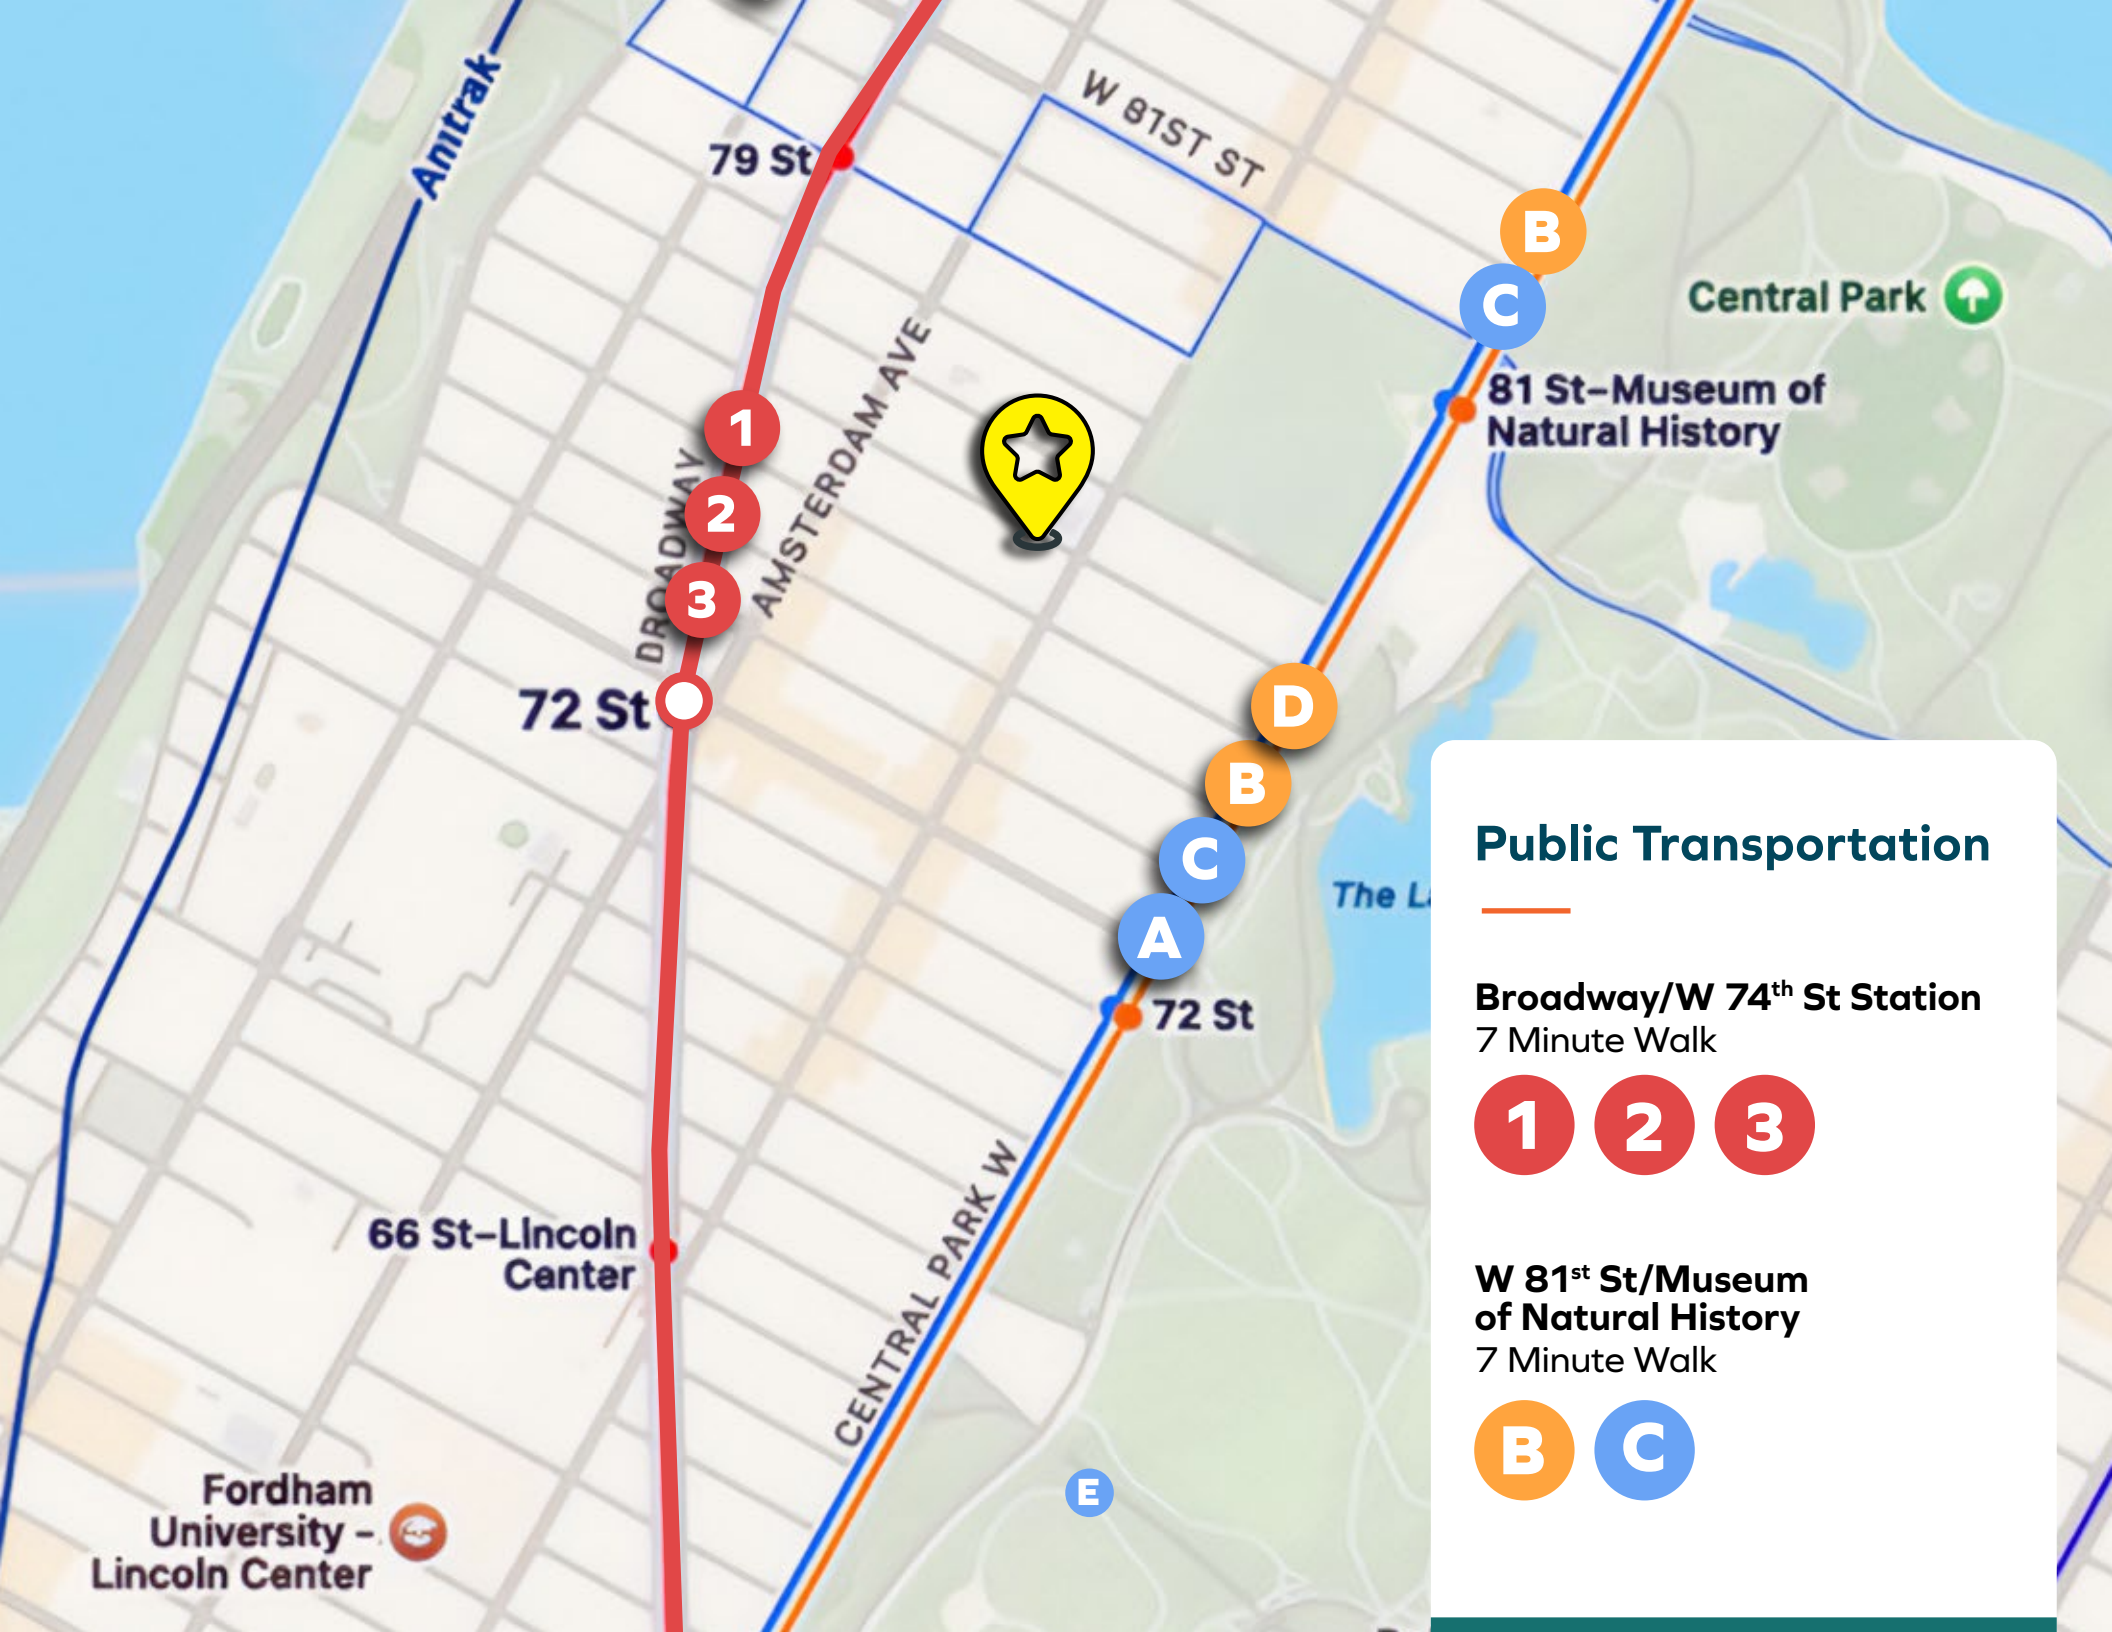 Amtrak
W 81ST ST
79 St
B
C
Central Park
81 St–Museum of
Natural History
AMSTERDAM AVE
BROADWAY
1
2
3
72 St
D
B
C
A
72 St
66 St–Lincoln
Center
CENTRAL PARK W
E
Fordham
University –
Lincoln Center
The
Public Transportation
Broadway/W 74th St Station
7 Minute Walk
1 2 3
W 81st St/Museum
of Natural History
7 Minute Walk
B C